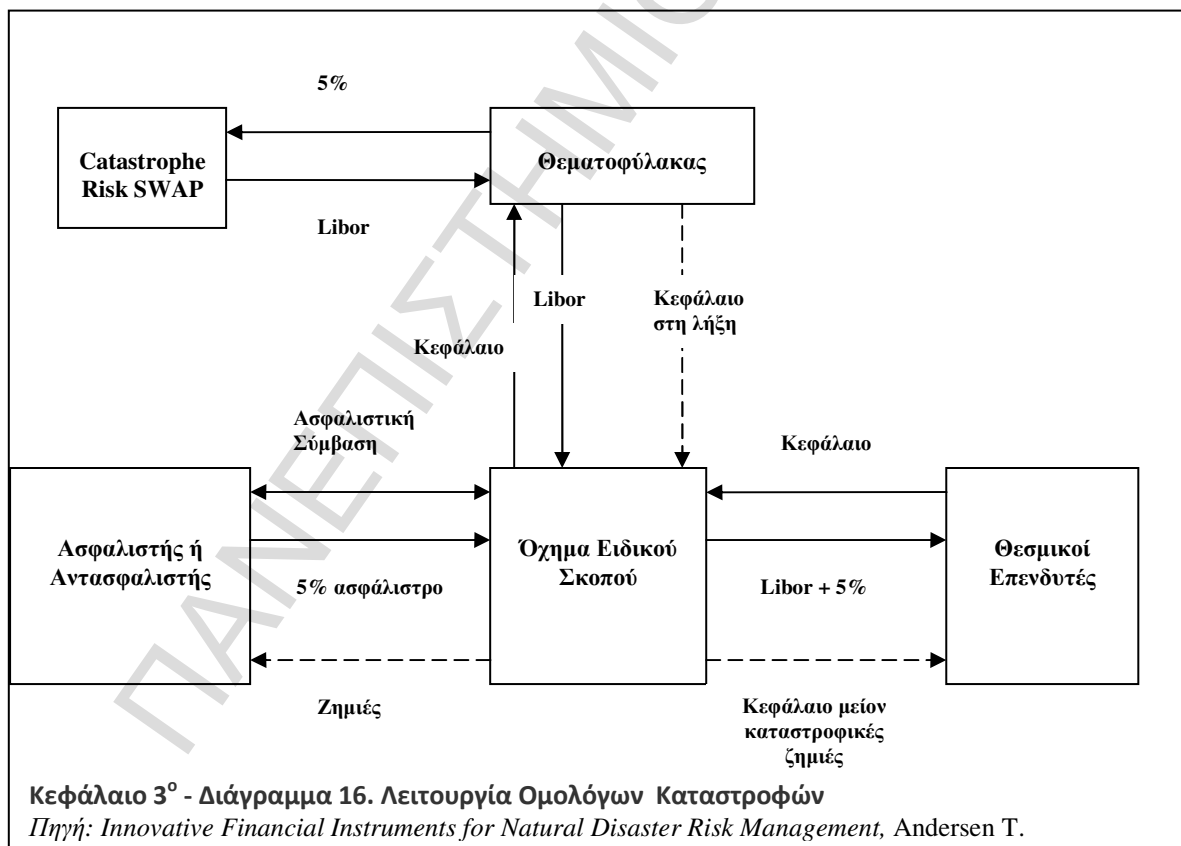 5%
Catastrophe
Risk SWAP
Θεματοφύλακας
Libor
Κεφάλαιο
Libor
Κεφάλαιο
στη λήξη
Ασφαλιστική
Σύμβαση
Κεφάλαιο
Ασφαλιστής ή
Αντασφαλιστής
5% ασφάλιστρο
Όχημα Ειδικού
Σκοπού
Libor + 5%
Θεσμικοί
Επενδυτές
Ζημιές
Κεφάλαιο μείον
καταστροφικές
ζημιές
Κεφάλαιο 3ο - Διάγραμμα 16. Λειτουργία Ομολόγων Καταστροφών
Πηγή: Innovative Financial Instruments for Natural Disaster Risk Management, Andersen T.